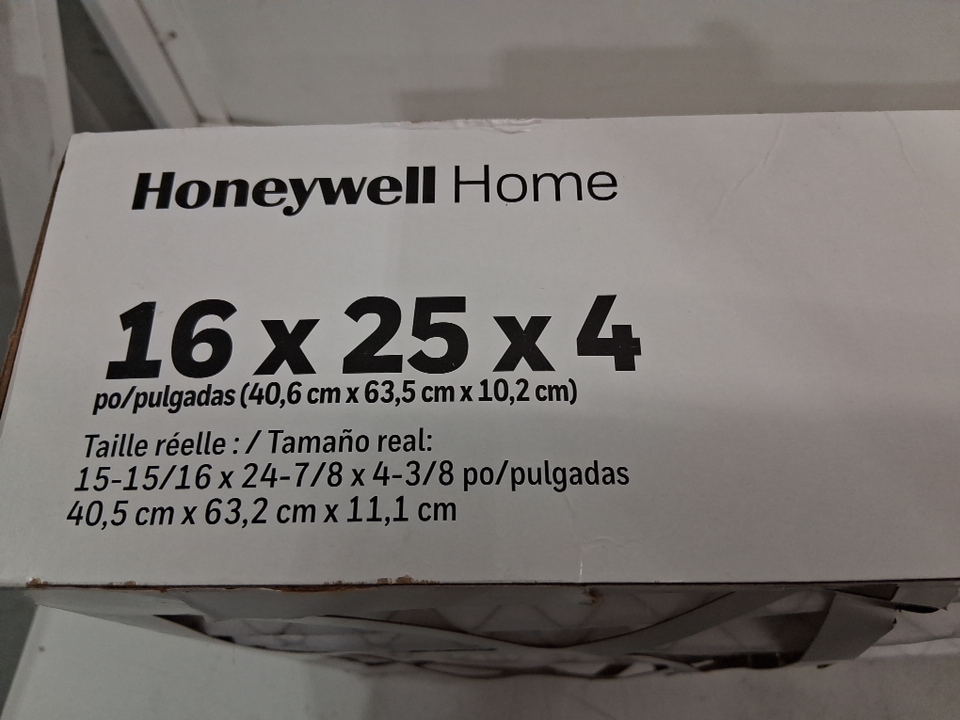 Honeywell Home
16 x 25 x 4
po/pulgadas (40,6 cm x 63,5 cm x 10,2 cm)
Taille réelle : / Tamaño real:
15-15/16 x 24-7/8 x 4-3/8 po/pulgadas
40,5 cm x 63,2 cm x 11,1 cm